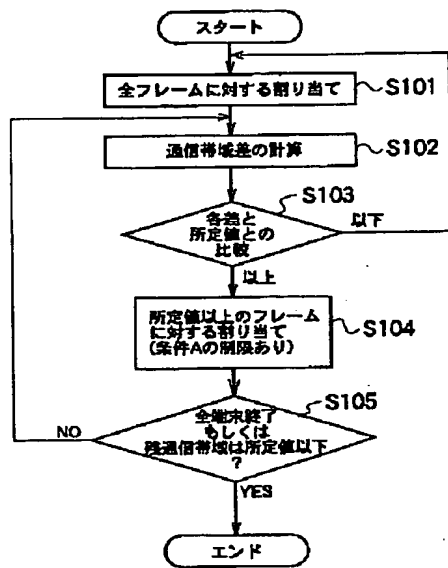 スタート
全フレームに対する割り当て
S101
通信帯域差の計算
S102
S103
各差と
所定値との
比較
以下
以上
所定値以上のフレーム
に対する割り当て
(条件Aの制限あり)
S104
S105
全端末終了
もしくは
残通信帯域は所定値以下
?
NO
YES
エンド